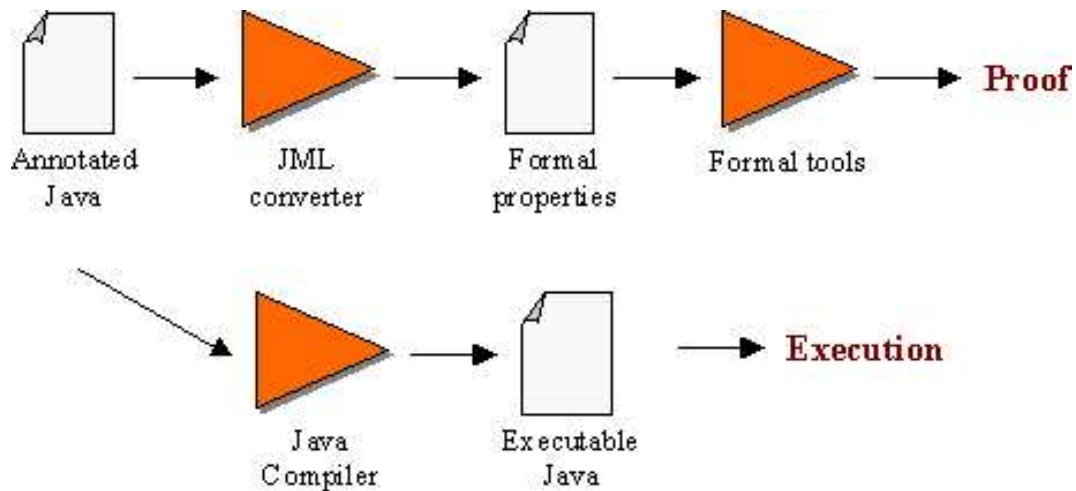 Proof
Annotated
Java
JML
converter
Formal
properties
Formal tools
Execution
Java
Compiler
Executable
Java